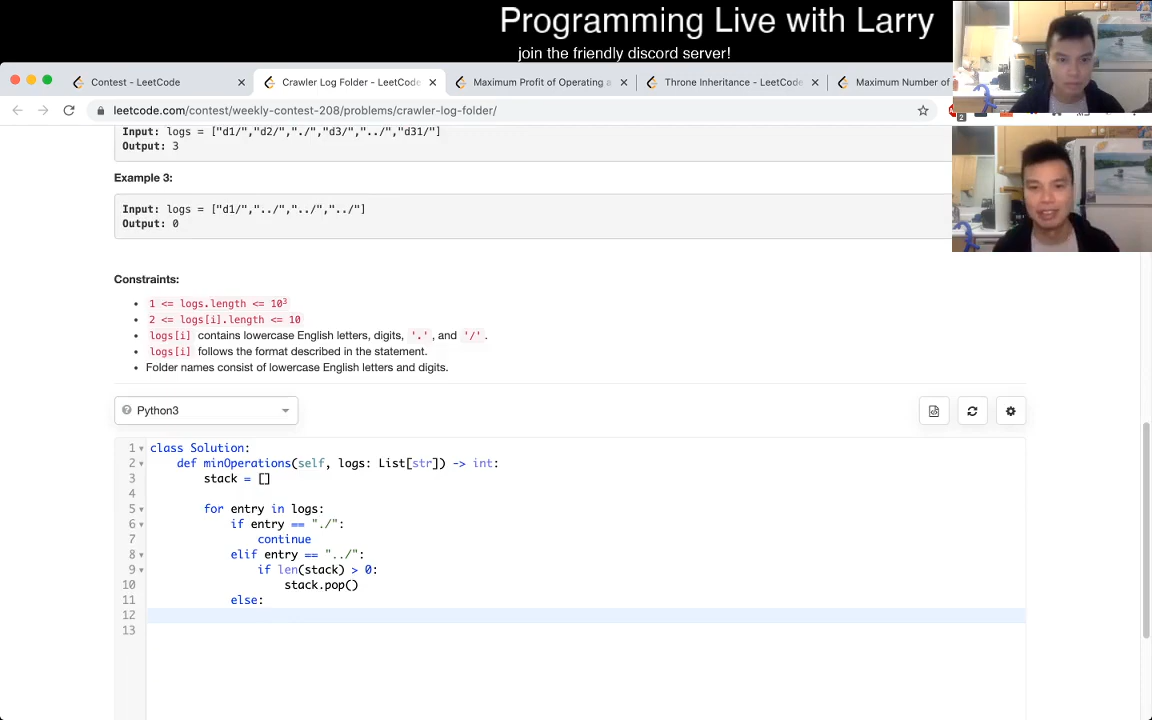 Programming Live with Larry
join the friendly discord server!
Contest - LeetCode
Crawler Log Folder - LeetCode
Maximum Profit of Operating a
Throne Inheritance - LeetCode
Maximum Number of
leetcode.com/contest/weekly-contest-208/problems/crawler-log-folder/
2
Input: logs = ["d1/","d2/","./","d3/","../","d31/"]
Output: 3
Example 3:
Input: logs = ["d1/","../","../","../"]
Output: 0
Constraints:
1 <= logs.length <= 10³
2 <= logs[i].length <= 10
logs[i] contains lowercase English letters, digits, '.', and '/'.
logs[i] follows the format described in the statement.
Folder names consist of lowercase English letters and digits.
Python3
1 class Solution:
2 def minOperations(self, logs: List[str]) -> int:
3 stack = []
4
5 for entry in logs:
6 if entry == "./":
7 continue
8 elif entry == "../":
9 if len(stack) > 0:
10 stack.pop()
11 else:
12
13